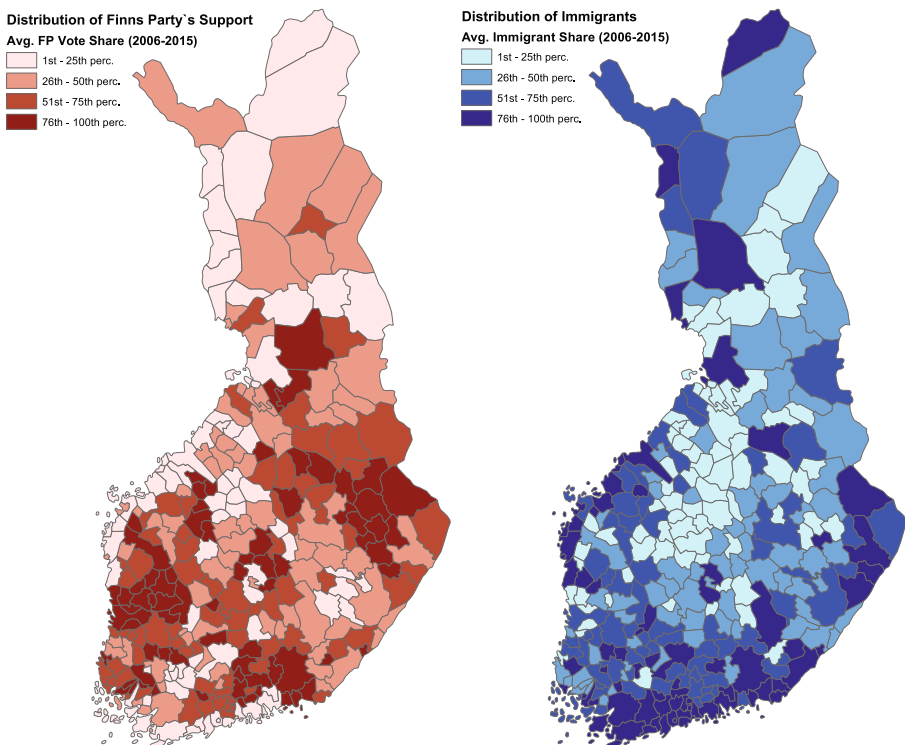 Distribution of Finns Party`s Support
Avg. FP Vote Share (2006-2015)
1st - 25th perc.
26th - 50th perc.
51st - 75th perc.
76th - 100th perc.
Distribution of Immigrants
Avg. Immigrant Share (2006-2015)
1st - 25th perc.
26th - 50th perc.
51st - 75th perc.
76th - 100th perc.